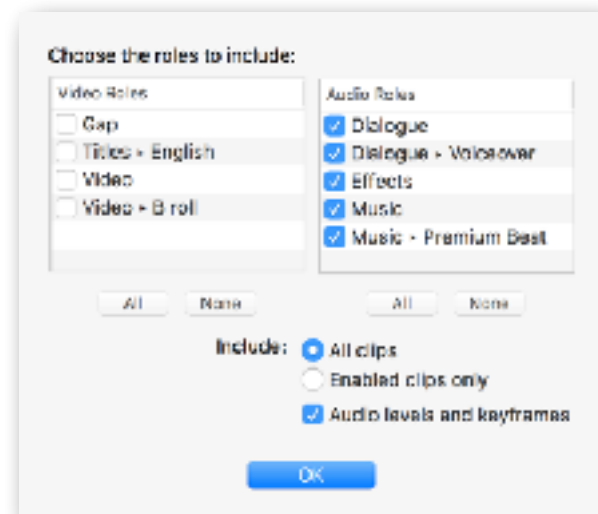 Choose the roles to include:
Video Roles
Gap
Titles ▸ English
Video
Video ▸ B roll
Audio Roles
Dialogue
Dialogue ▸ Voiceover
Effects
Music
Music ▸ Premium Beat
All None
All None
Include: All clips
Enabled clips only
Audio levels and keyframes
OK